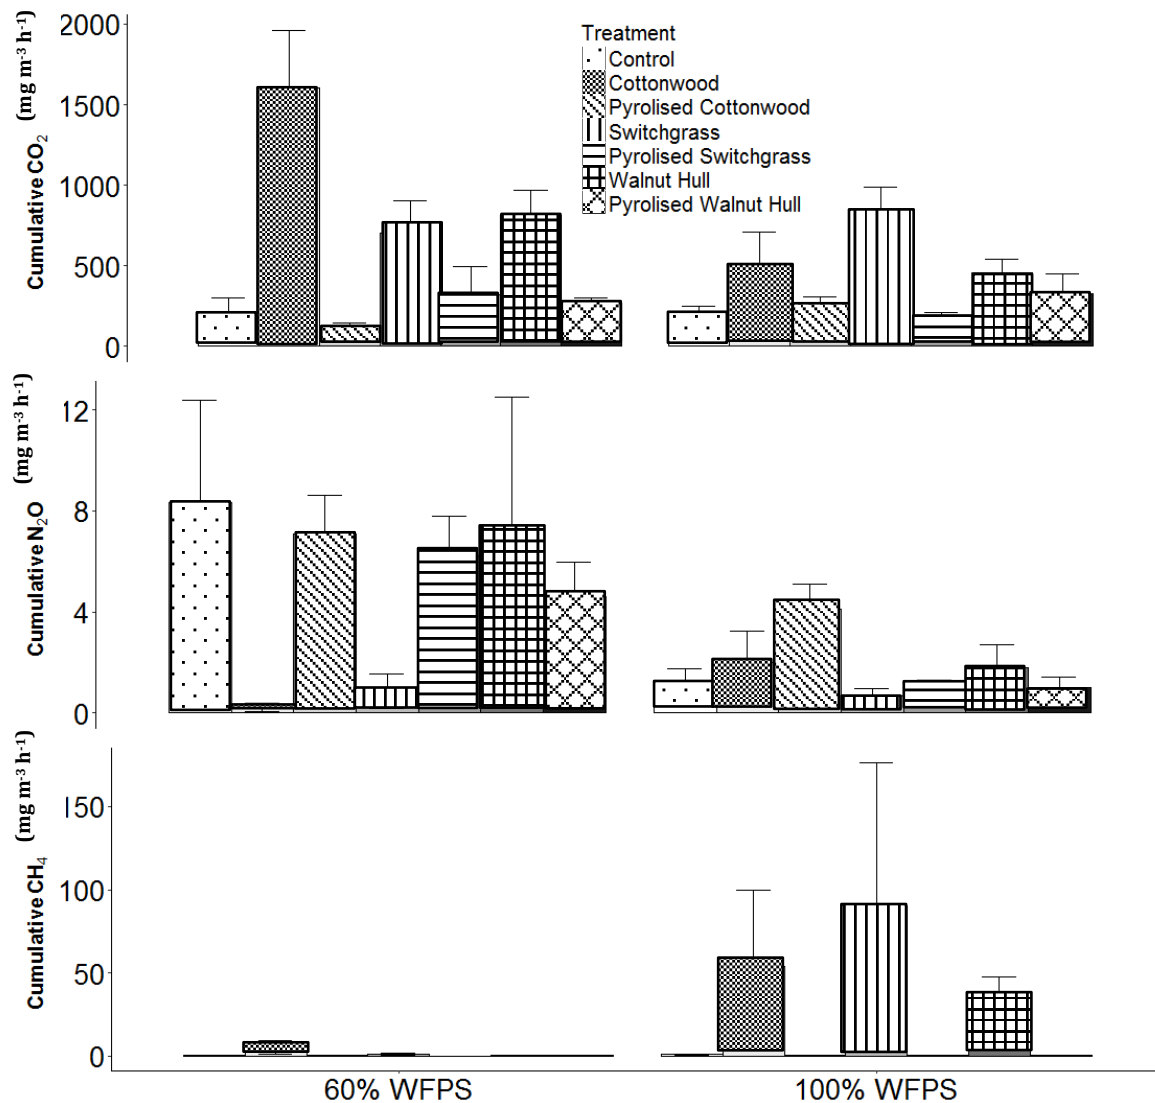 Cumulative CO₂ (mg m⁻³ h⁻¹)
2000
1500
1000
500
0
Treatment
Control
Cottonwood
Pyrolised Cottonwood
Switchgrass
Pyrolised Switchgrass
Walnut Hull
Pyrolised Walnut Hull
Cumulative N₂O (mg m⁻³ h⁻¹)
12
8
4
0
Cumulative CH₄ (mg m⁻³ h⁻¹)
150
100
50
0
60% WFPS
100% WFPS